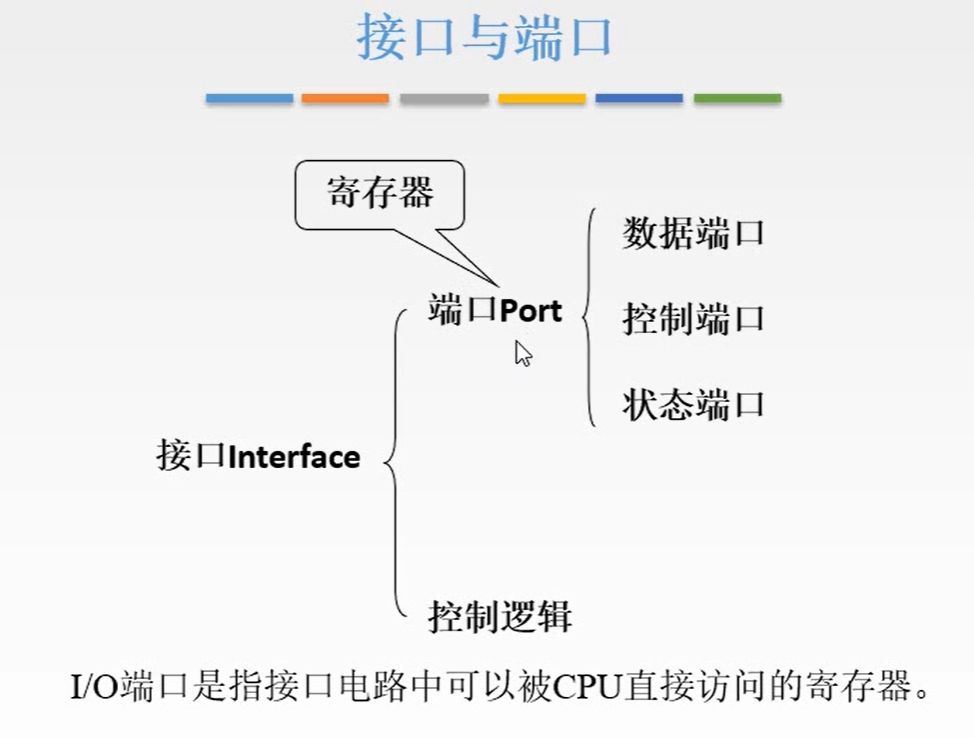 接口与端口
寄存器
数据端口
端口Port
控制端口
状态端口
接口Interface
控制逻辑
I/O端口是指接口电路中可以被CPU直接访问的寄存器。